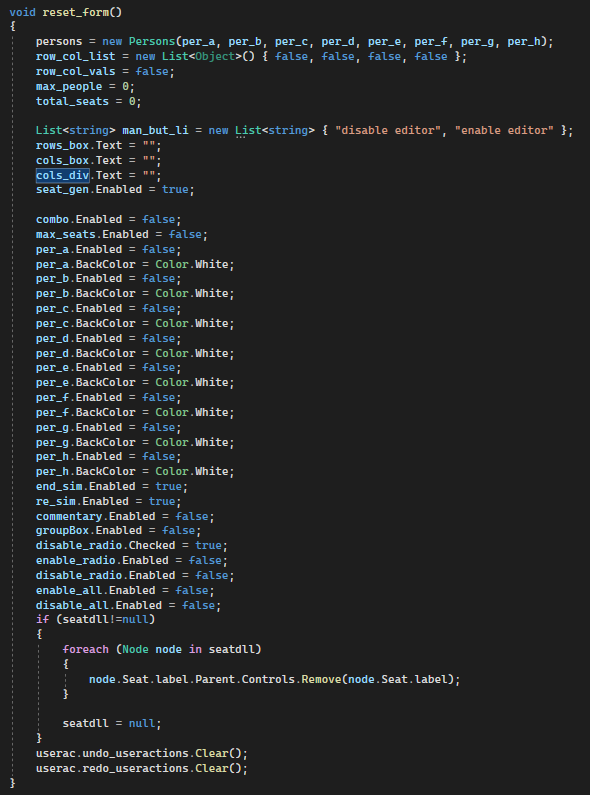 void reset_form()
{
persons = new Persons(per_a, per_b, per_c, per_d, per_e, per_f, per_g, per_h);
row_col_list = new List<Object>() { false, false, false, false };
row_col_vals = false;
max_people = 0;
total_seats = 0;
List<string> man_but_li = new List<string> { "disable editor", "enable editor" };
rows_box.Text = "";
cols_box.Text = "";
cols_div.Text = "";
seat_gen.Enabled = true;
combo.Enabled = false;
max_seats.Enabled = false;
per_a.Enabled = false;
per_a.BackColor = Color.White;
per_b.Enabled = false;
per_b.BackColor = Color.White;
per_c.Enabled = false;
per_c.BackColor = Color.White;
per_d.Enabled = false;
per_d.BackColor = Color.White;
per_e.Enabled = false;
per_e.BackColor = Color.White;
per_f.Enabled = false;
per_f.BackColor = Color.White;
per_g.Enabled = false;
per_g.BackColor = Color.White;
per_h.Enabled = false;
per_h.BackColor = Color.White;
end_sim.Enabled = true;
re_sim.Enabled = true;
commentary.Enabled = false;
groupBox.Enabled = false;
disable_radio.Checked = true;
enable_radio.Enabled = false;
disable_radio.Enabled = false;
enable_all.Enabled = false;
disable_all.Enabled = false;
if (seatdll!=null)
{
foreach (Node node in seatdll)
{
node.Seat.label.Parent.Controls.Remove(node.Seat.label);
}
seatdll = null;
}
userac.undo_useractions.Clear();
userac.redo_useractions.Clear();
}